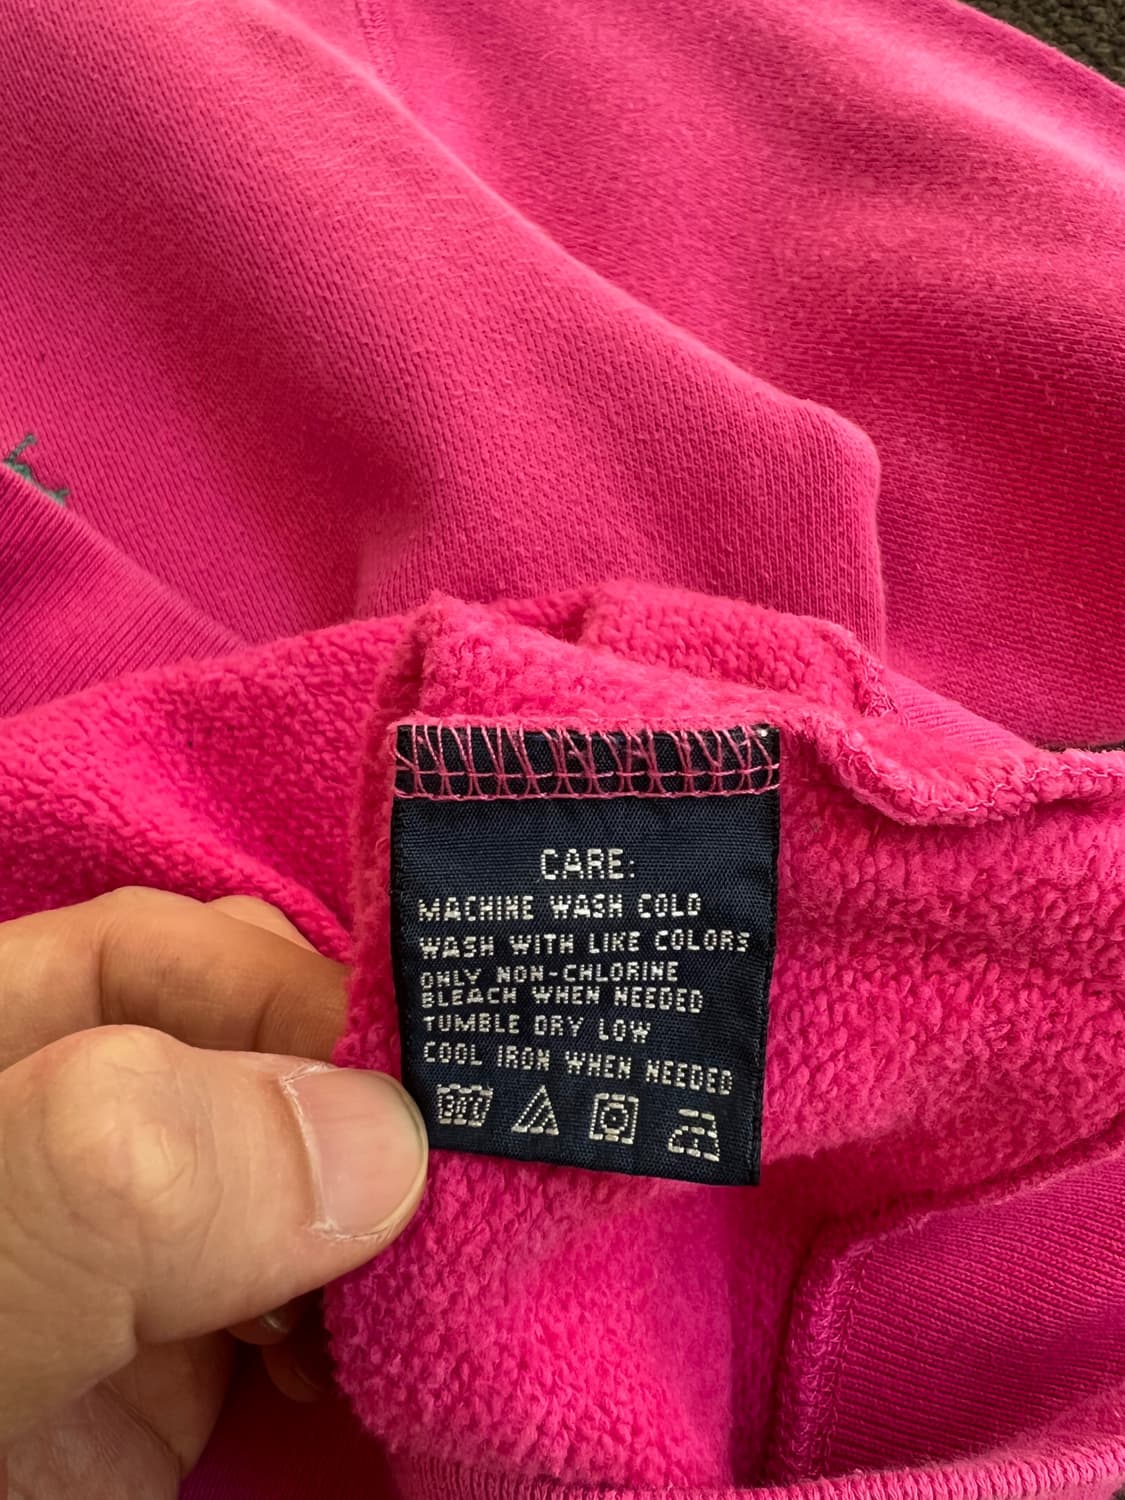 CARE:
MACHINE WASH COLD
WASH WITH LIKE COLORS
ONLY NON-CHLORINE
BLEACH WHEN NEEDED
TUMBLE DRY LOW
COOL IRON WHEN NEEDED
30°C